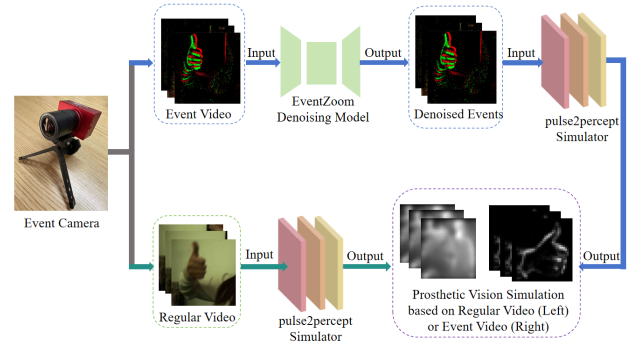 Input
Output
Input
Event Video
EventZoom
Denoising Model
Denoised Events
pulse2percept
Simulator
Event Camera
Input
Output
Output
Regular Video
pulse2percept
Simulator
Prosthetic Vision Simulation
based on Regular Video (Left)
or Event Video (Right)